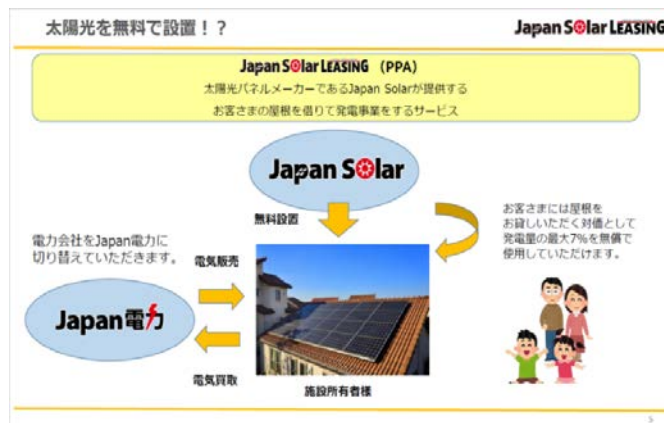 太陽光を無料で設置！？
Japan Solar LEASING
Japan Solar LEASING （PPA）
太陽光パネルメーカーであるJapan Solarが提供する
お客さまの屋根を借りて発電事業をするサービス
Japan Solar
無料設置
お客さまには屋根を
お貸しいただく対価として
発電量の最大7%を無償で
使用していただけます。
電力会社をJapan電力に
切り替えていただきます。
電気販売
Japan電力
電気買取
施設所有者様
5